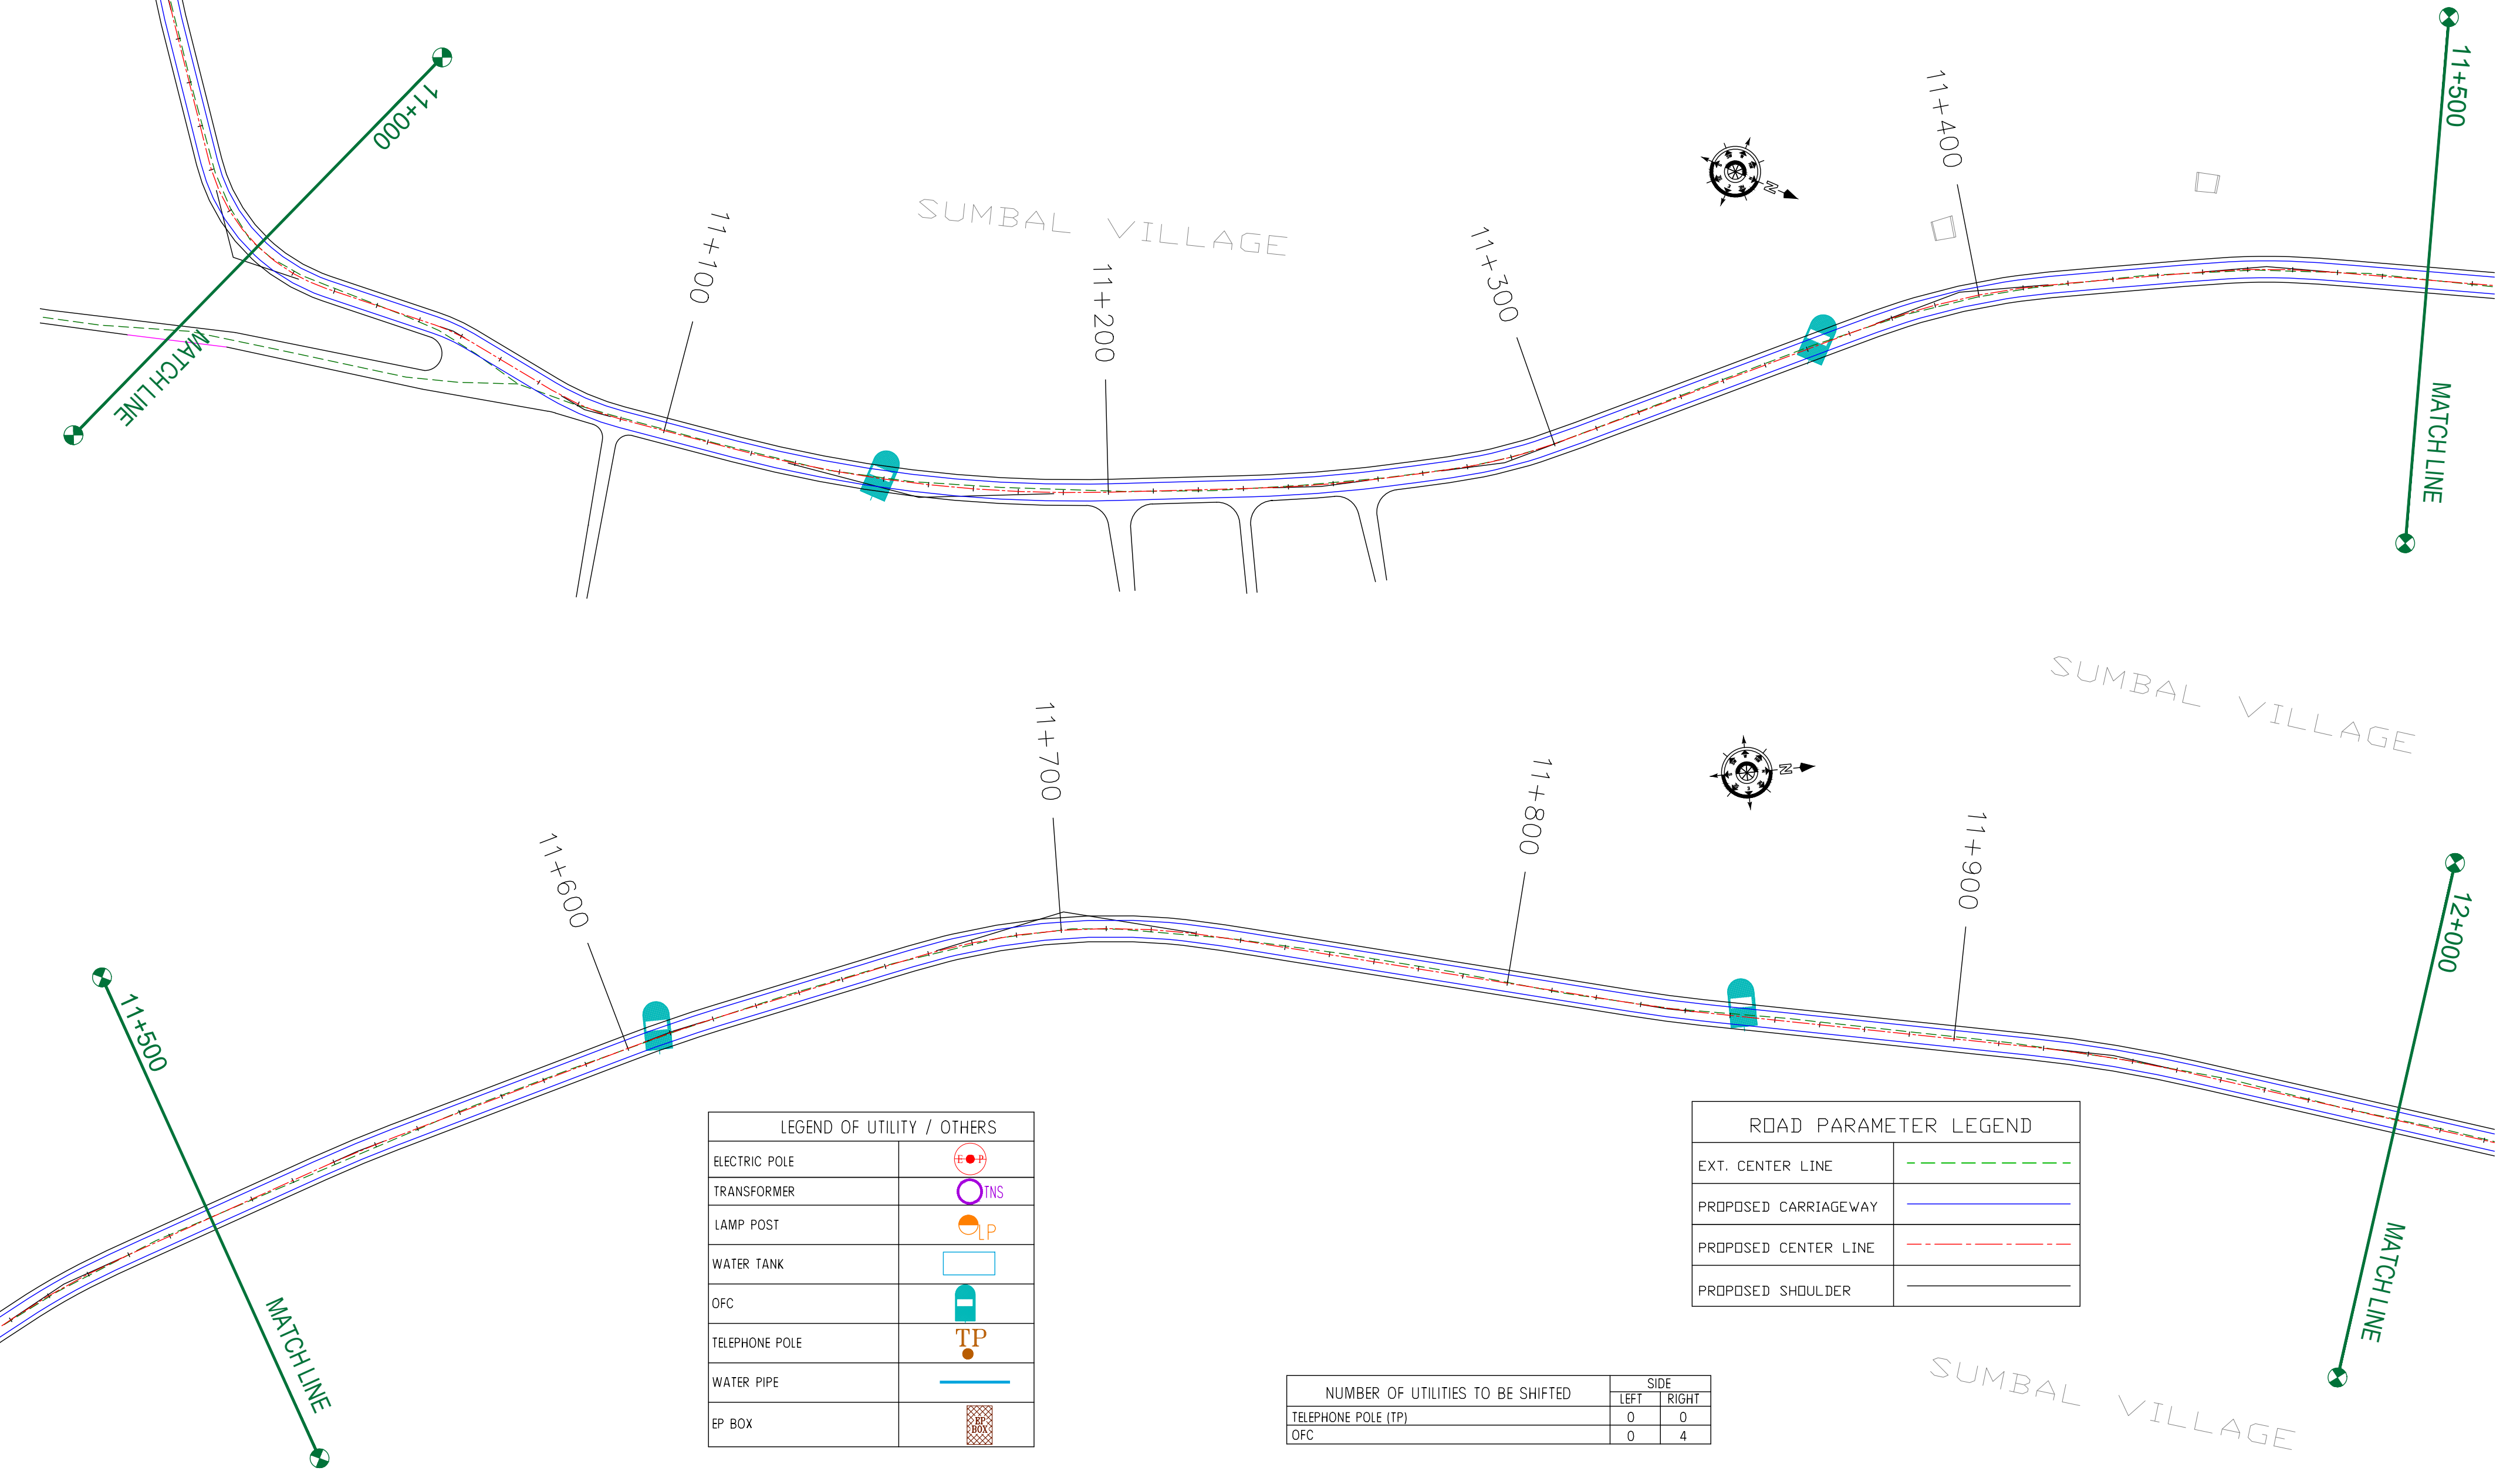 11+000
MATCH LINE
11+100
SUMBAL VILLAGE
11+200
11+300
N
11+400
11+500
MATCH LINE
SUMBAL VILLAGE
11+500
MATCH LINE
11+600
11+700
11+800
N
11+900
12+000
MATCH LINE
LEGEND OF UTILITY / OTHERS
ELECTRIC POLE E P
TRANSFORMER TNS
LAMP POST LP
WATER TANK
OFC
TELEPHONE POLE TP
WATER PIPE
EP BOX EP BOX
ROAD PARAMETER LEGEND
EXT. CENTER LINE
PROPOSED CARRIAGEWAY
PROPOSED CENTER LINE
PROPOSED SHOULDER
NUMBER OF UTILITIES TO BE SHIFTED SIDE
LEFT RIGHT
TELEPHONE POLE (TP) 0 0
OFC 0 4
SUMBAL VILLAGE